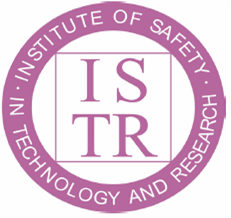 · INSTITUTE OF SAFETY ·
IN TECHNOLOGY AND RESEARCH
IS
TR